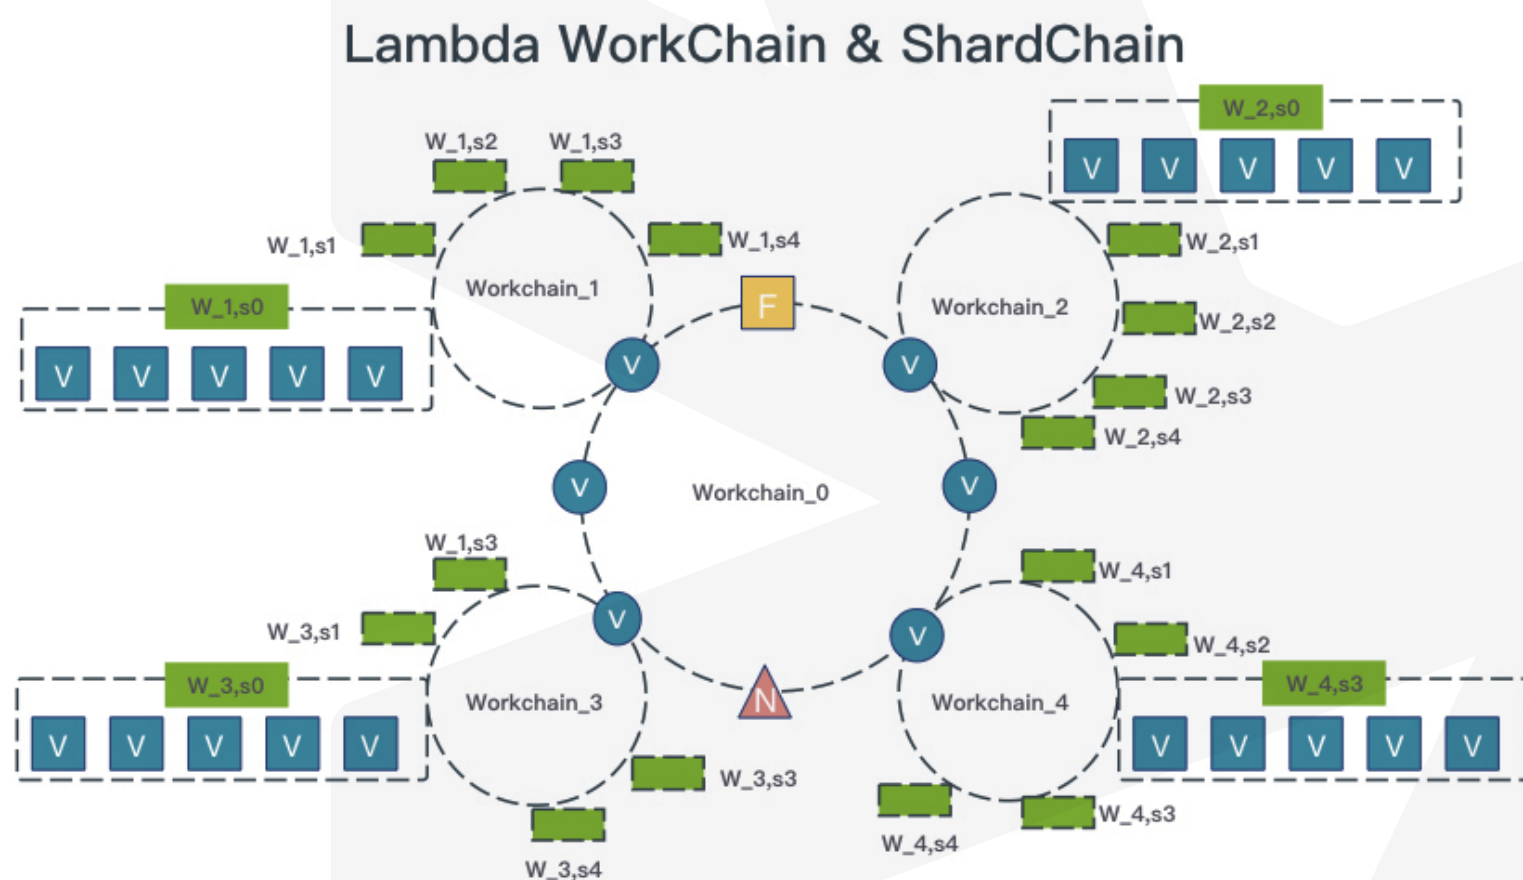 Lambda WorkChain & ShardChain
W_2,s0
V V V V V
W_1,s2 W_1,s3
W_1,s1
W_1,s4
W_2,s1
Workchain_1
W_1,s0
V V V V V
F
Workchain_2
W_2,s2
V
V
W_2,s3
W_2,s4
V
Workchain_0
V
W_1,s3
W_3,s1
W_4,s1
V
V
W_4,s2
W_3,s0
V V V V V
Workchain_3
N
Workchain_4
W_4,s3
V V V V V
W_3,s3
W_3,s4
W_4,s4
W_4,s3